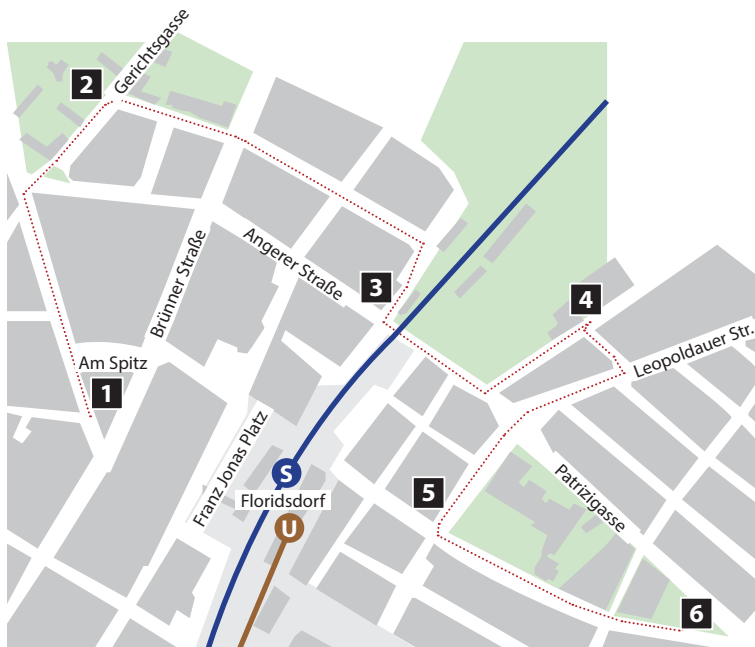 Gerichtsgasse
2
Angerer Straße
Brünner Straße
3
4
Am Spitz
1
Leopoldauer Str.
Franz Jonas Platz
S
Floridsdorf
U
5
Patrizigasse
6